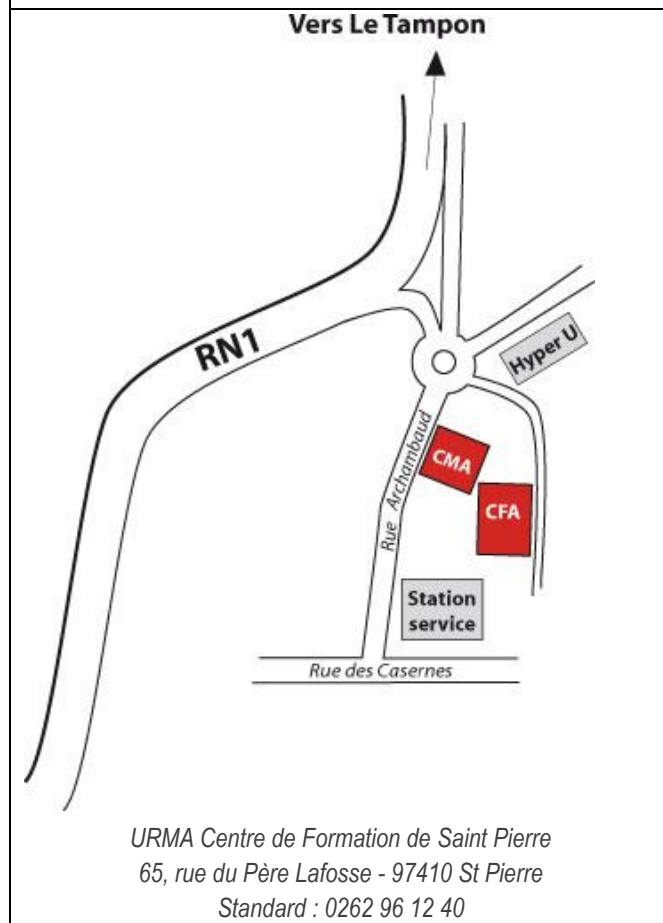 Vers Le Tampon
RN1
Hyper U
Rue Archambaud
CMA
CFA
Station
service
Rue des Casernes
URMA Centre de Formation de Saint Pierre
65, rue du Père Lafosse - 97410 St Pierre
Standard : 0262 96 12 40